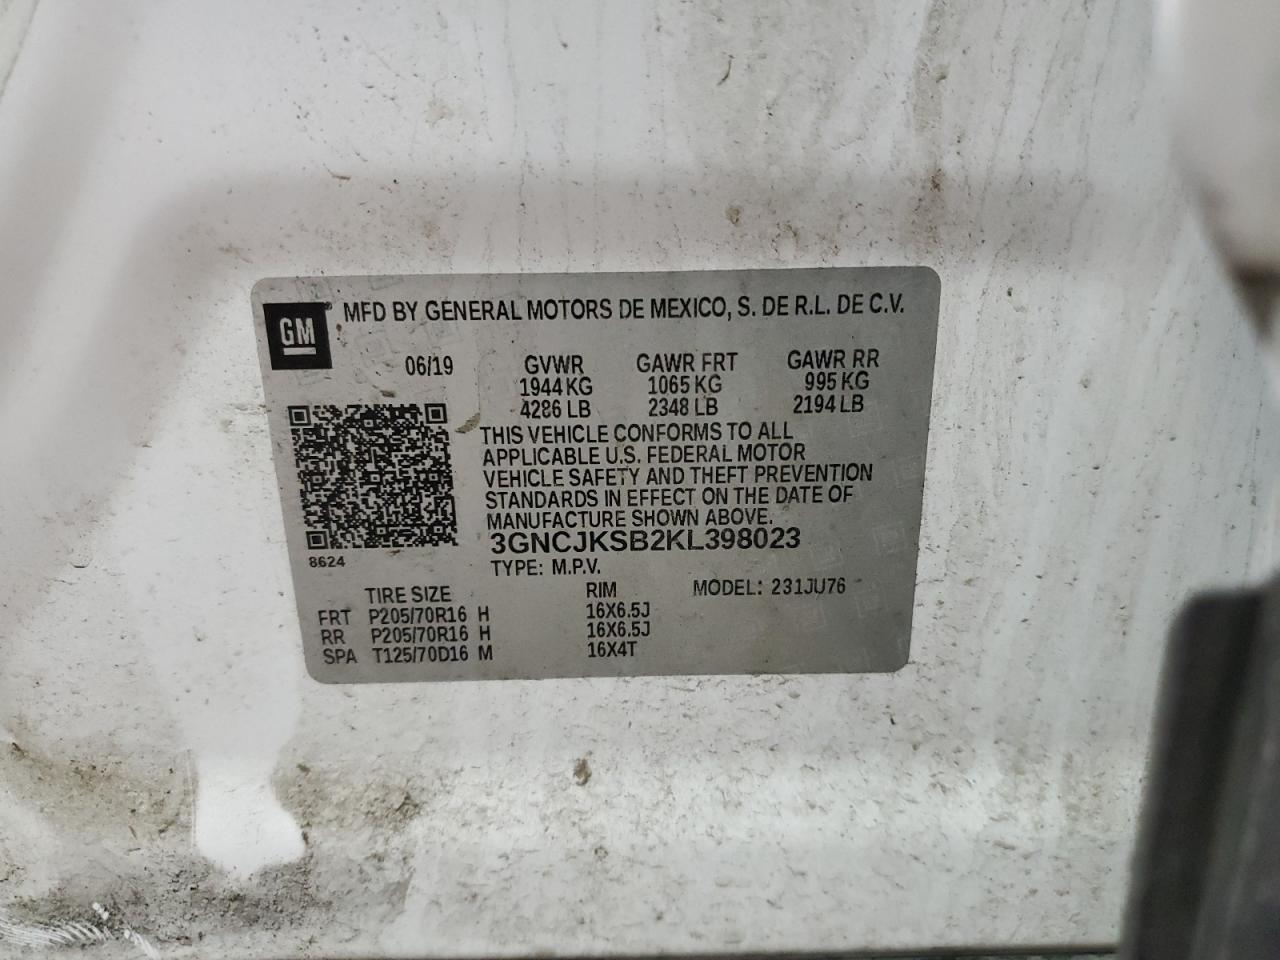 GM
MFD BY GENERAL MOTORS DE MEXICO, S. DE R.L. DE C.V.
06/19 GVWR GAWR FRT GAWR RR
1944 KG 1065 KG 995 KG
4286 LB 2348 LB 2194 LB
THIS VEHICLE CONFORMS TO ALL
APPLICABLE U.S. FEDERAL MOTOR
VEHICLE SAFETY AND THEFT PREVENTION
STANDARDS IN EFFECT ON THE DATE OF
MANUFACTURE SHOWN ABOVE.
3GNCJKSB2KL398023
8624
TYPE: M.P.V.
TIRE SIZE RIM MODEL: 231JU76
FRT P205/70R16 H 16X6.5J
RR P205/70R16 H 16X6.5J
SPA T125/70D16 M 16X4T